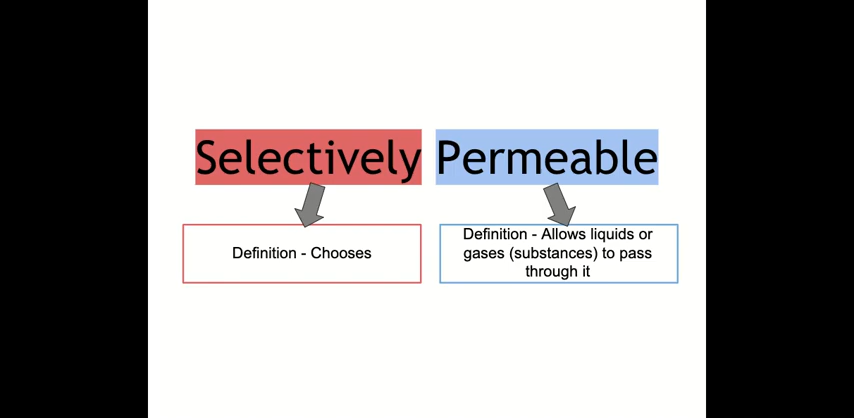 Selectively Permeable
Definition - Chooses
Definition - Allows liquids or
gases (substances) to pass
through it